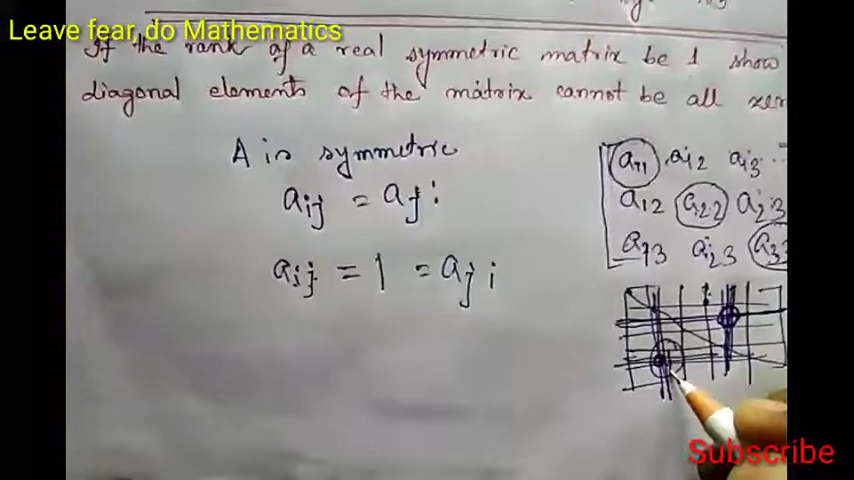 Leave fear,do Mathematics
If the rank of a real symmetric matrix be 1 show
diagonal elements of the matrix cannot be all
A is symmetric
aij = aji
aij = 1 = aji
a11 a12 a13 ...
a12 a22 a23
a13 a23 a33
Subscribe